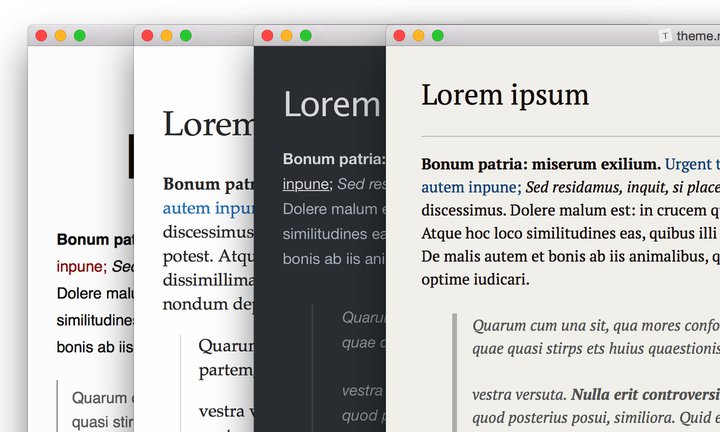 Bonum pat
inpune; Sed
Dolere malu
similitudine
bonis ab iis
Quarum c
quasi stir
Lorem
Bonum patr
autem inpun
discessimus
potest. Atqu
dissimillima
nondum dep
Quarun
partem,
vestra v
Lorem
Bonum patria:
inpune; Sed res
Dolere malum e
similitudines ea
bonis ab iis ani
Quarum
quae c
vestra
quod p
T theme.m
Lorem ipsum
Bonum patria: miserum exilium. Urgent t
autem inpune; Sed residamus, inquit, si place
discessimus. Dolere malum est: in crucem q
Atque hoc loco similitudines eas, quibus illi
De malis autem et bonis ab iis animalibus, q
optime iudicari.
Quarum cum una sit, qua mores confo
quae quasi stirps ets huius quaestionis
vestra versuta. Nulla erit controversi
quod posterius posui, similiora. Quid e